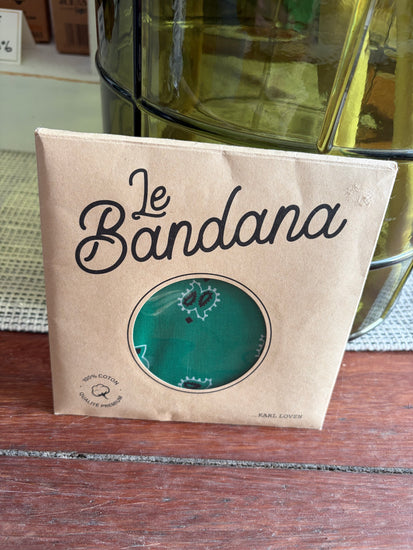 Le
Bandana
100% COTON
QUALITÉ PREMIUM
...KARL LOVEN